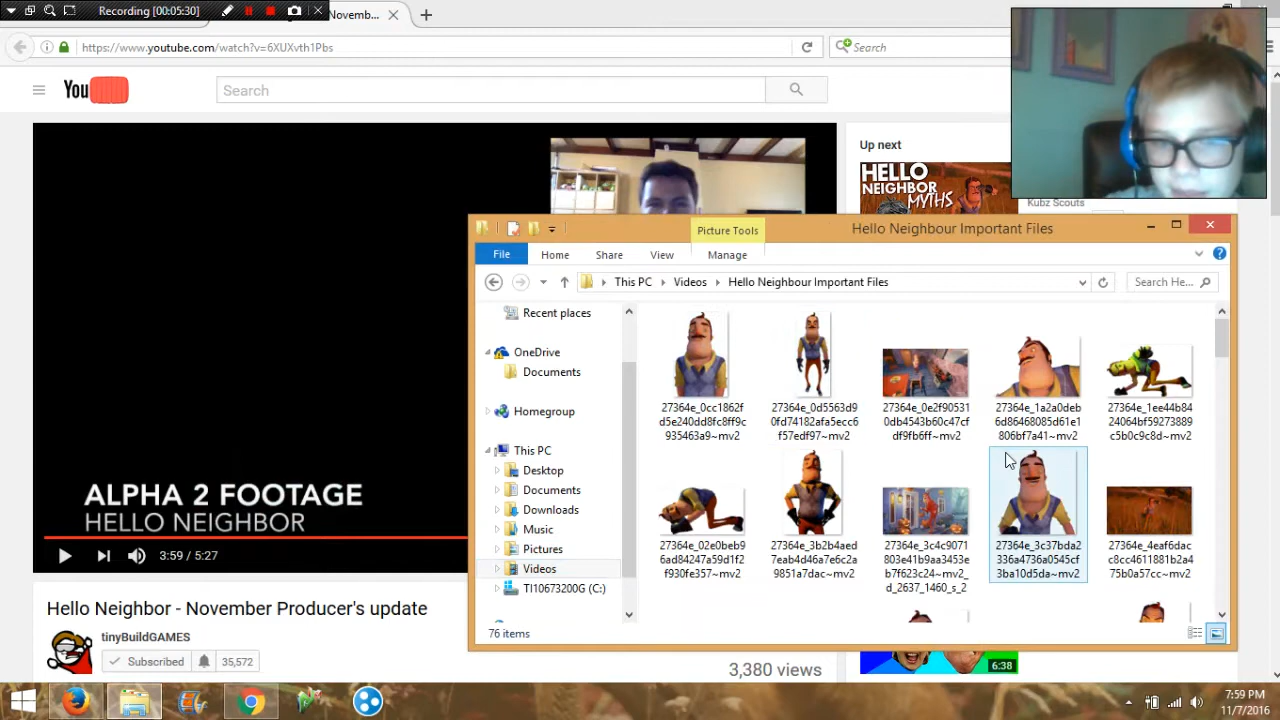 Recording [00:05:30]
Novemb...
https://www.youtube.com/watch?v=6XUXvth1Pbs
Search
You
Search
Up next
HELLO
NEIGHBOR
MYTHS
Kubz Scouts
Picture Tools
Hello Neighbour Important Files
File
Home
Share
View
Manage
This PC
Videos
Hello Neighbour Important Files
Search He...
Recent places
OneDrive
Documents
Homegroup
This PC
Desktop
Documents
Downloads
Music
Pictures
Videos
TI10673200G (C:)
27364e_0cc1862f
d5e240dd8fc8ff9c
935463a9~mv2
27364e_0d5563d9
0fd74182afa5ecc6
f57edf97~mv2
27364e_0e2f90531
0db4543b60c47cf
df9fb6ff~mv2
27364e_1a2a0deb
6d86468085d61e1
806bf7a41~mv2
27364e_1ee44b84
24064bf59273889
c5b0c9c8d~mv2
27364e_02e0beb9
6ad84247a59d1f2
f930fe357~mv2
27364e_3b2b4aed
7eab4d46a7e6c2a
9851a7dac~mv2
27364e_3c4c9071
803e41b9aa3453e
b7f623c24~mv2_
d_2637_1460_s_2
27364e_3c37bda2
336a4736a0545cf
3ba10d5da~mv2
27364e_4eaf6dac
c8cc4611881b2a4
75b0a57cc~mv2
76 items
ALPHA 2 FOOTAGE
HELLO NEIGHBOR
3:59 / 5:27
Hello Neighbor - November Producer's update
tinyBuildGAMES
Subscribed
35,572
3,380 views
6:38
7:59 PM
11/7/2016